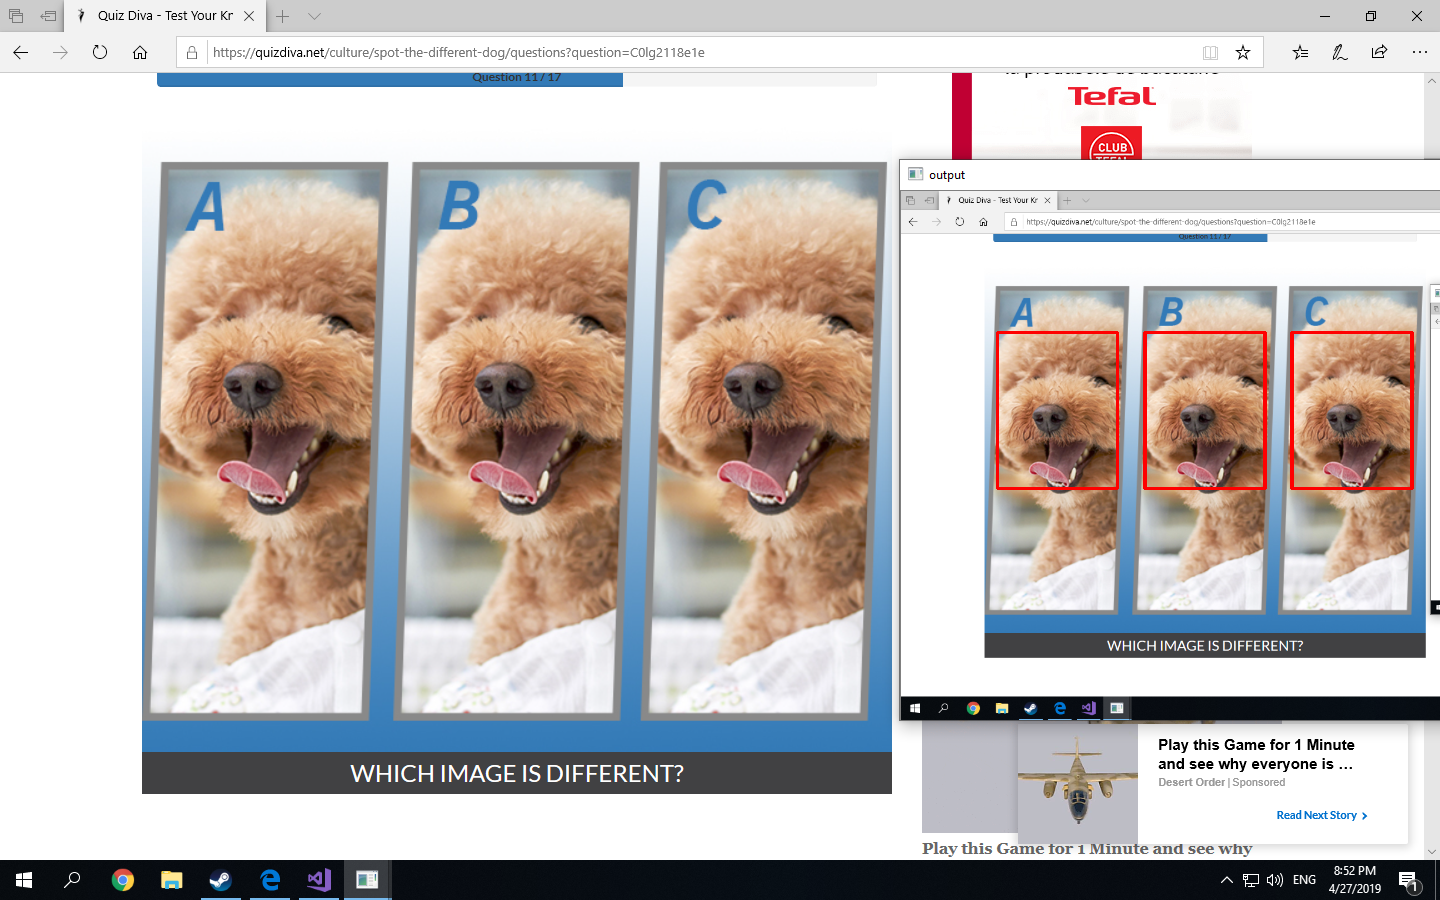 Quiz Diva - Test Your Kr
https://quizdiva.net/culture/spot-the-different-dog/questions?question=C0lg2118e1e
Question 11 / 17
Tefal
CLUB
TEFAL
A
B
C
WHICH IMAGE IS DIFFERENT?
output
Quiz Diva - Test Your Kr
https://quizdiva.net/culture/spot-the-different-dog/questions?question=C0lg2118e1e
Question 11 / 17
A
B
C
WHICH IMAGE IS DIFFERENT?
Play this Game for 1 Minute
and see why everyone is ...
Desert Order | Sponsored
Read Next Story
Play this Game for 1 Minute and see why
ENG
8:52 PM
4/27/2019
1